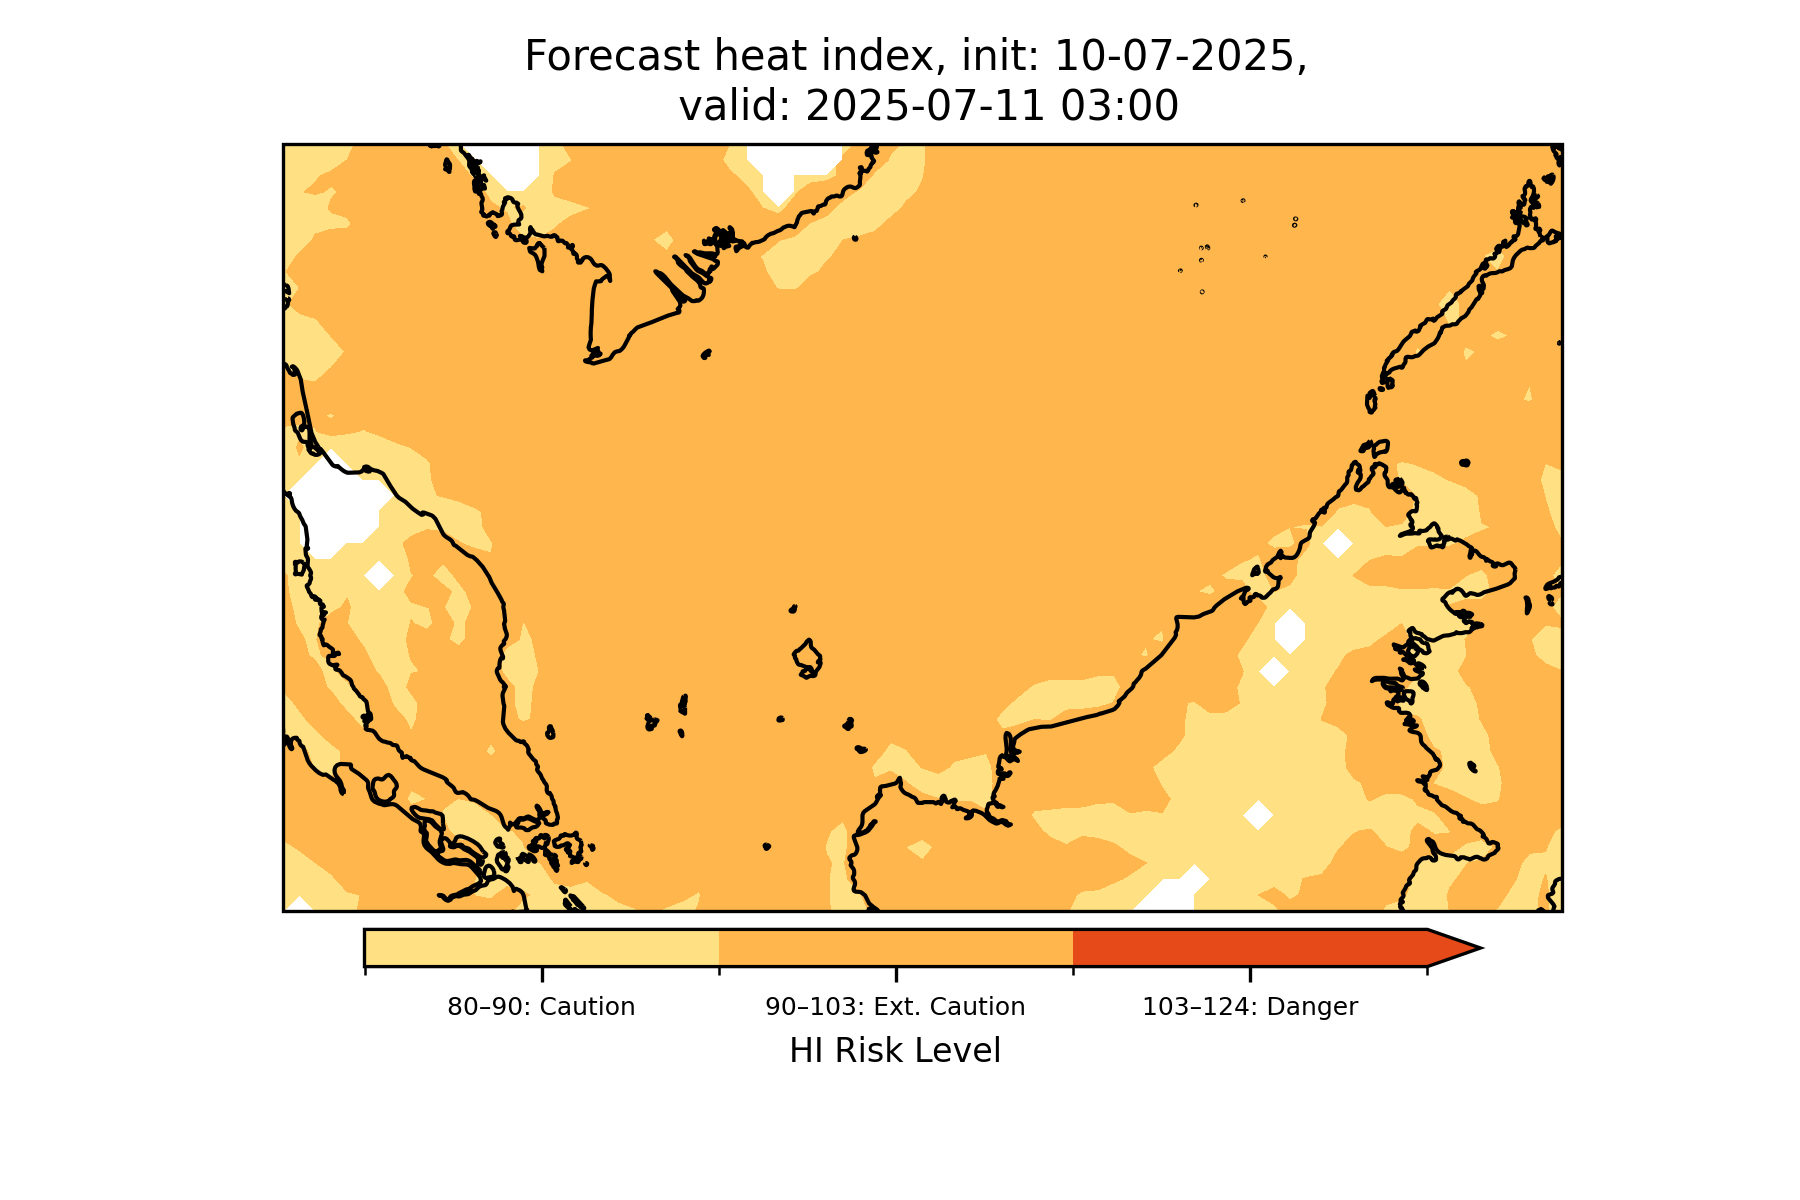 Forecast heat index, init: 10-07-2025,
valid: 2025-07-11 03:00
80–90: Caution
90–103: Ext. Caution
103–124: Danger
HI Risk Level